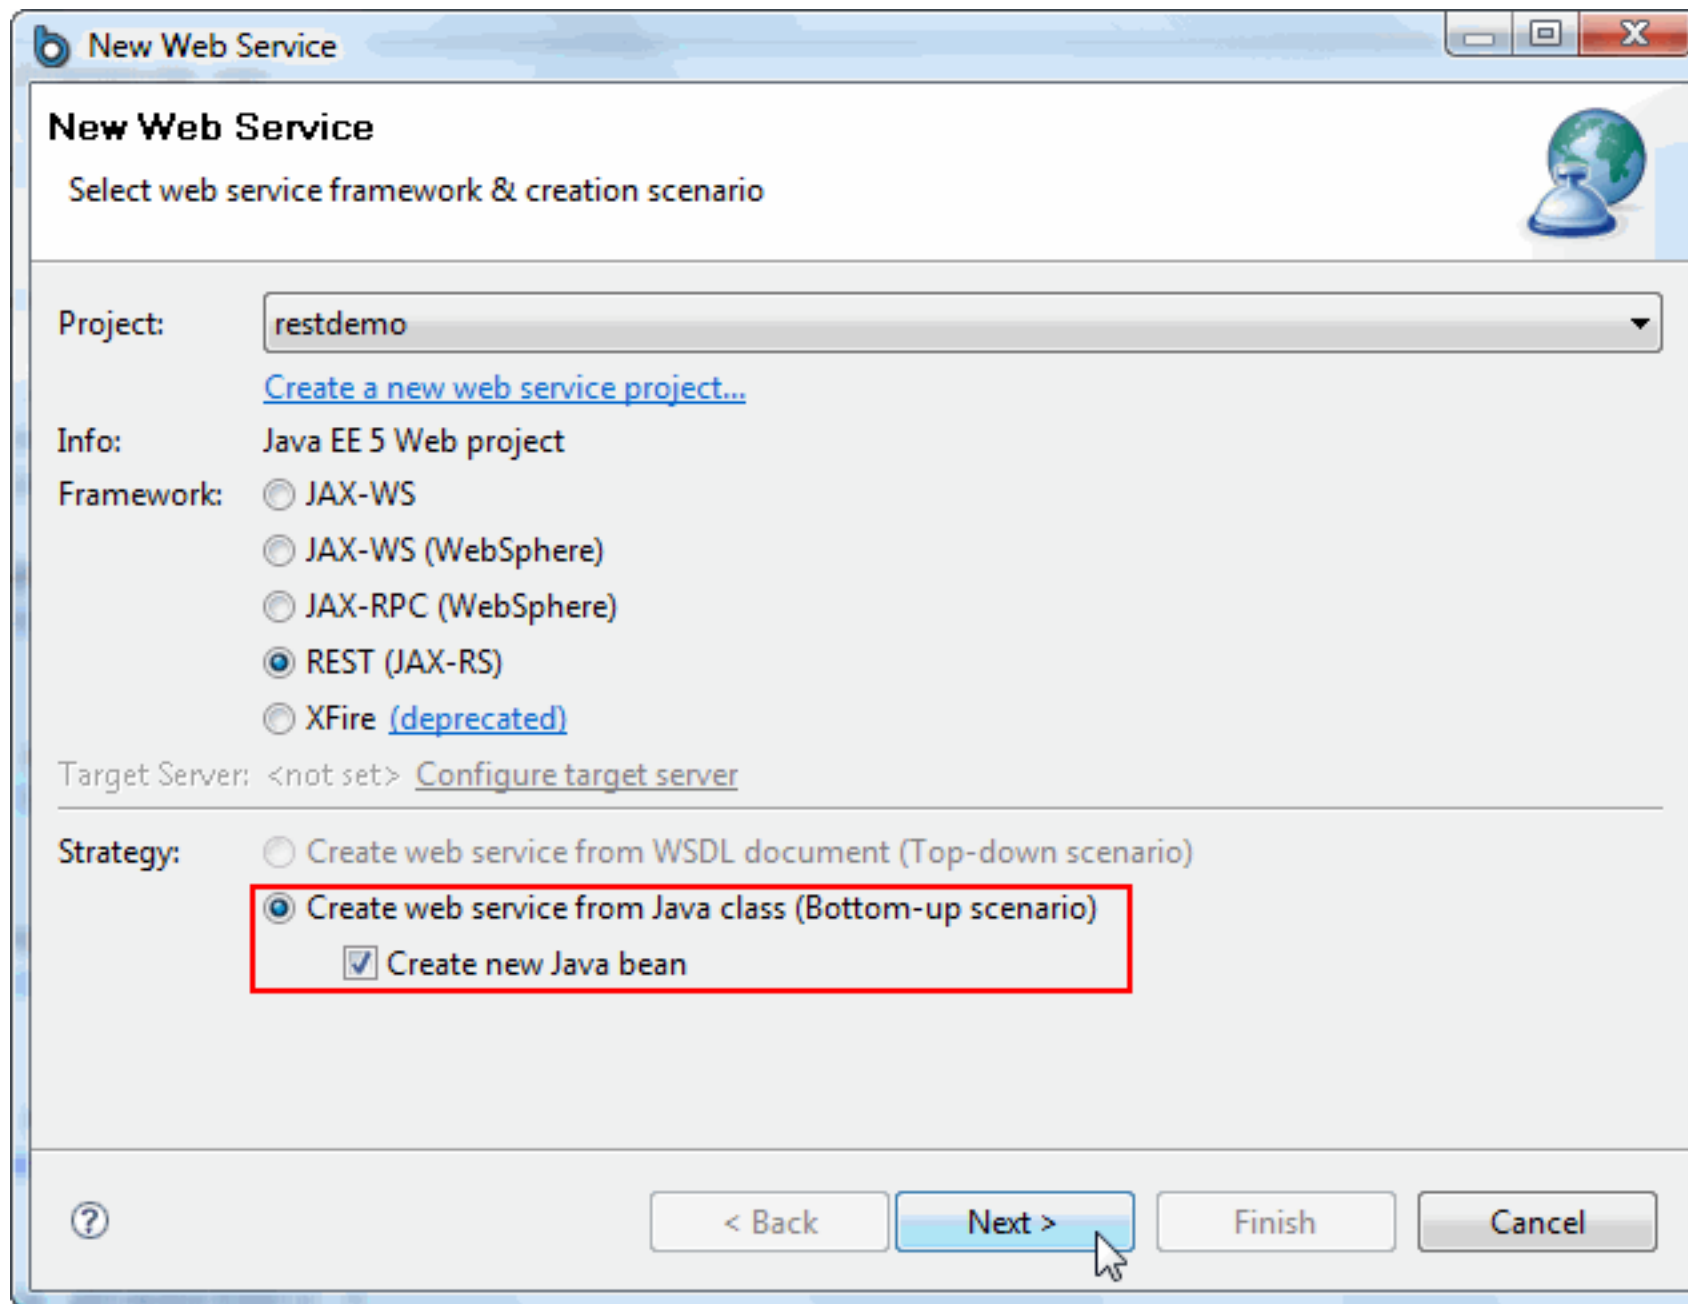 New Web Service
New Web Service
Select web service framework & creation scenario
Project: restdemo
Create a new web service project...
Info: Java EE 5 Web project
Framework: JAX-WS
JAX-WS (WebSphere)
JAX-RPC (WebSphere)
REST (JAX-RS)
XFire (deprecated)
Target Server: <not set> Configure target server
Strategy: Create web service from WSDL document (Top-down scenario)
Create web service from Java class (Bottom-up scenario)
Create new Java bean
? < Back Next > Finish Cancel